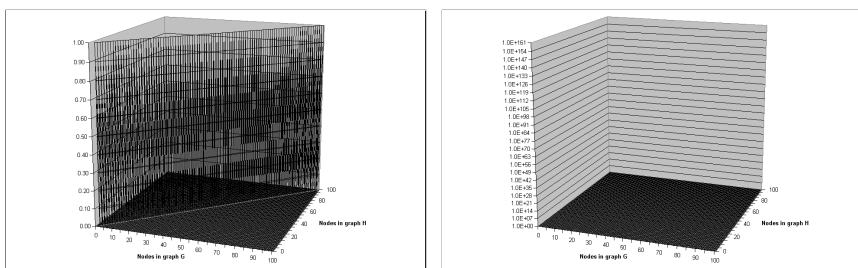 1.00
0.90
0.80
0.70
0.60
0.50
0.40
0.30
0.20
0.10
0.00
0
10
20
30
40
50
60
70
80
90
100
Nodes in graph G
0
20
40
60
80
100
Nodes in graph H
1.0E+161
1.0E+154
1.0E+147
1.0E+140
1.0E+133
1.0E+126
1.0E+119
1.0E+112
1.0E+105
1.0E+98
1.0E+91
1.0E+84
1.0E+77
1.0E+70
1.0E+63
1.0E+56
1.0E+49
1.0E+42
1.0E+35
1.0E+28
1.0E+21
1.0E+14
1.0E+07
1.0E+00
0
10
20
30
40
50
60
70
80
90
100
Nodes in graph G
0
20
40
60
80
100
Nodes in graph H